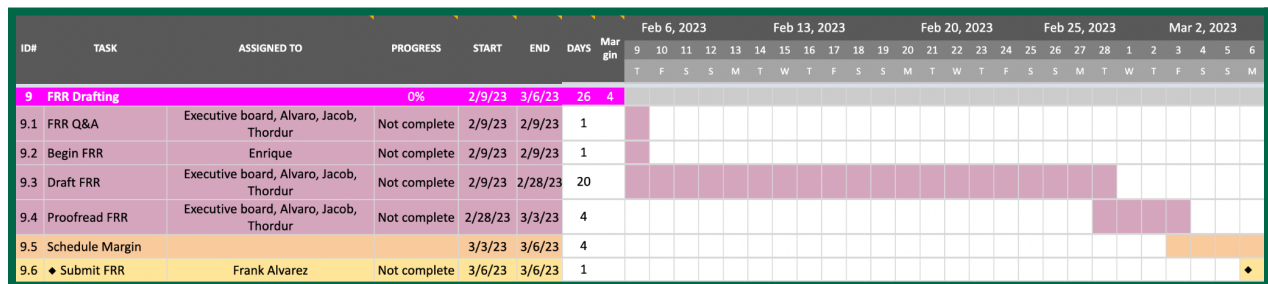 Feb 6, 2023 Feb 13, 2023 Feb 20, 2023 Feb 25, 2023 Mar 2, 2023
ID# TASK ASSIGNED TO PROGRESS START END DAYS Mar gin
9 10 11 12 13 14 15 16 17 18 19 20 21 22 23 24 25 26 27 28 1 2 3 4 5 6
T F S S M T W T F S S M T W T F S S M T W T F S S M
9 FRR Drafting 0% 2/9/23 3/6/23 26 4
9.1 FRR Q&A Executive board, Alvaro, Jacob, Thordur Not complete 2/9/23 2/9/23 1
9.2 Begin FRR Enrique Not complete 2/9/23 2/9/23 1
9.3 Draft FRR Executive board, Alvaro, Jacob, Thordur Not complete 2/9/23 2/28/23 20
9.4 Proofread FRR Executive board, Alvaro, Jacob, Thordur Not complete 2/28/23 3/3/23 4
9.5 Schedule Margin 3/3/23 3/6/23 4
9.6 ◆ Submit FRR Frank Alvarez Not complete 3/6/23 3/6/23 1 ◆